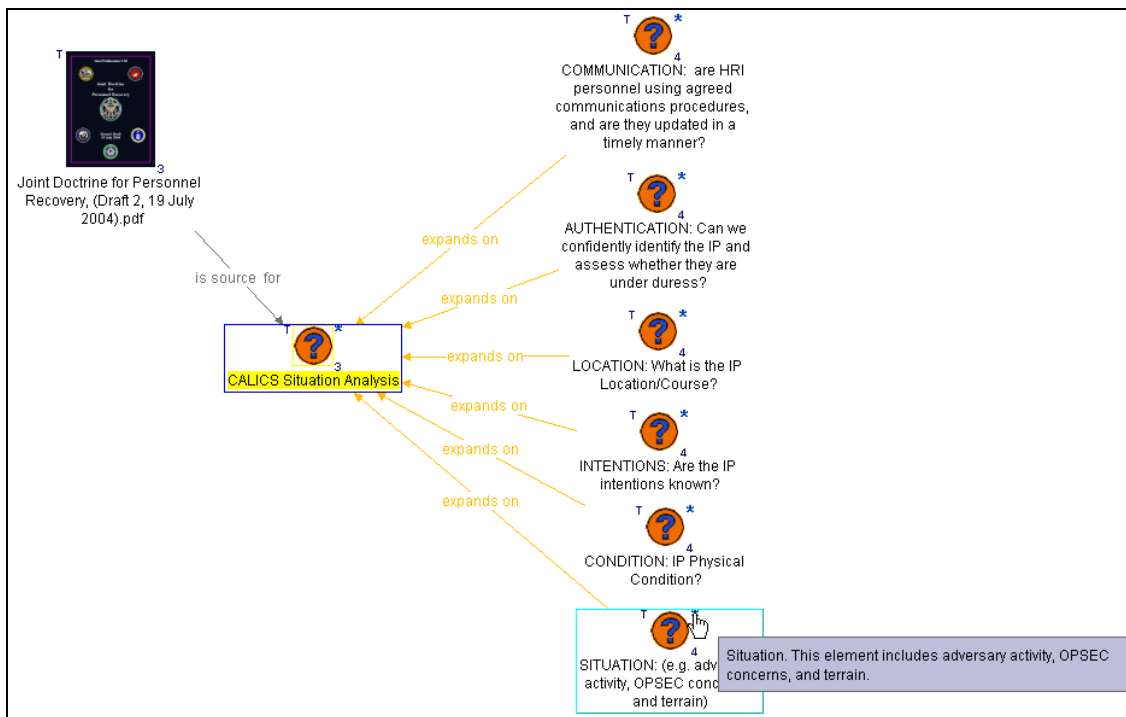 T
*
4
COMMUNICATION: are HRI
personnel using agreed
communications procedures,
and are they updated in a
timely manner?
T
Joint Doctrine
for
Personnel Recovery
3
Joint Doctrine for Personnel
Recovery, (Draft 2, 19 July
2004).pdf
T
*
4
AUTHENTICATION: Can we
confidently identify the IP and
assess whether they are
under duress?
expands on
is source for
expands on
T
*
3
CALICS Situation Analysis
T
*
4
LOCATION: What is the IP
Location/Course?
expands on
T
*
4
INTENTIONS: Are the IP
intentions known?
expands on
expands on
T
*
4
CONDITION: IP Physical
Condition?
expands on
T
*
4
SITUATION: (e.g. adv
activity, OPSEC conc
and terrain)
Situation. This element includes adversary activity, OPSEC
concerns, and terrain.